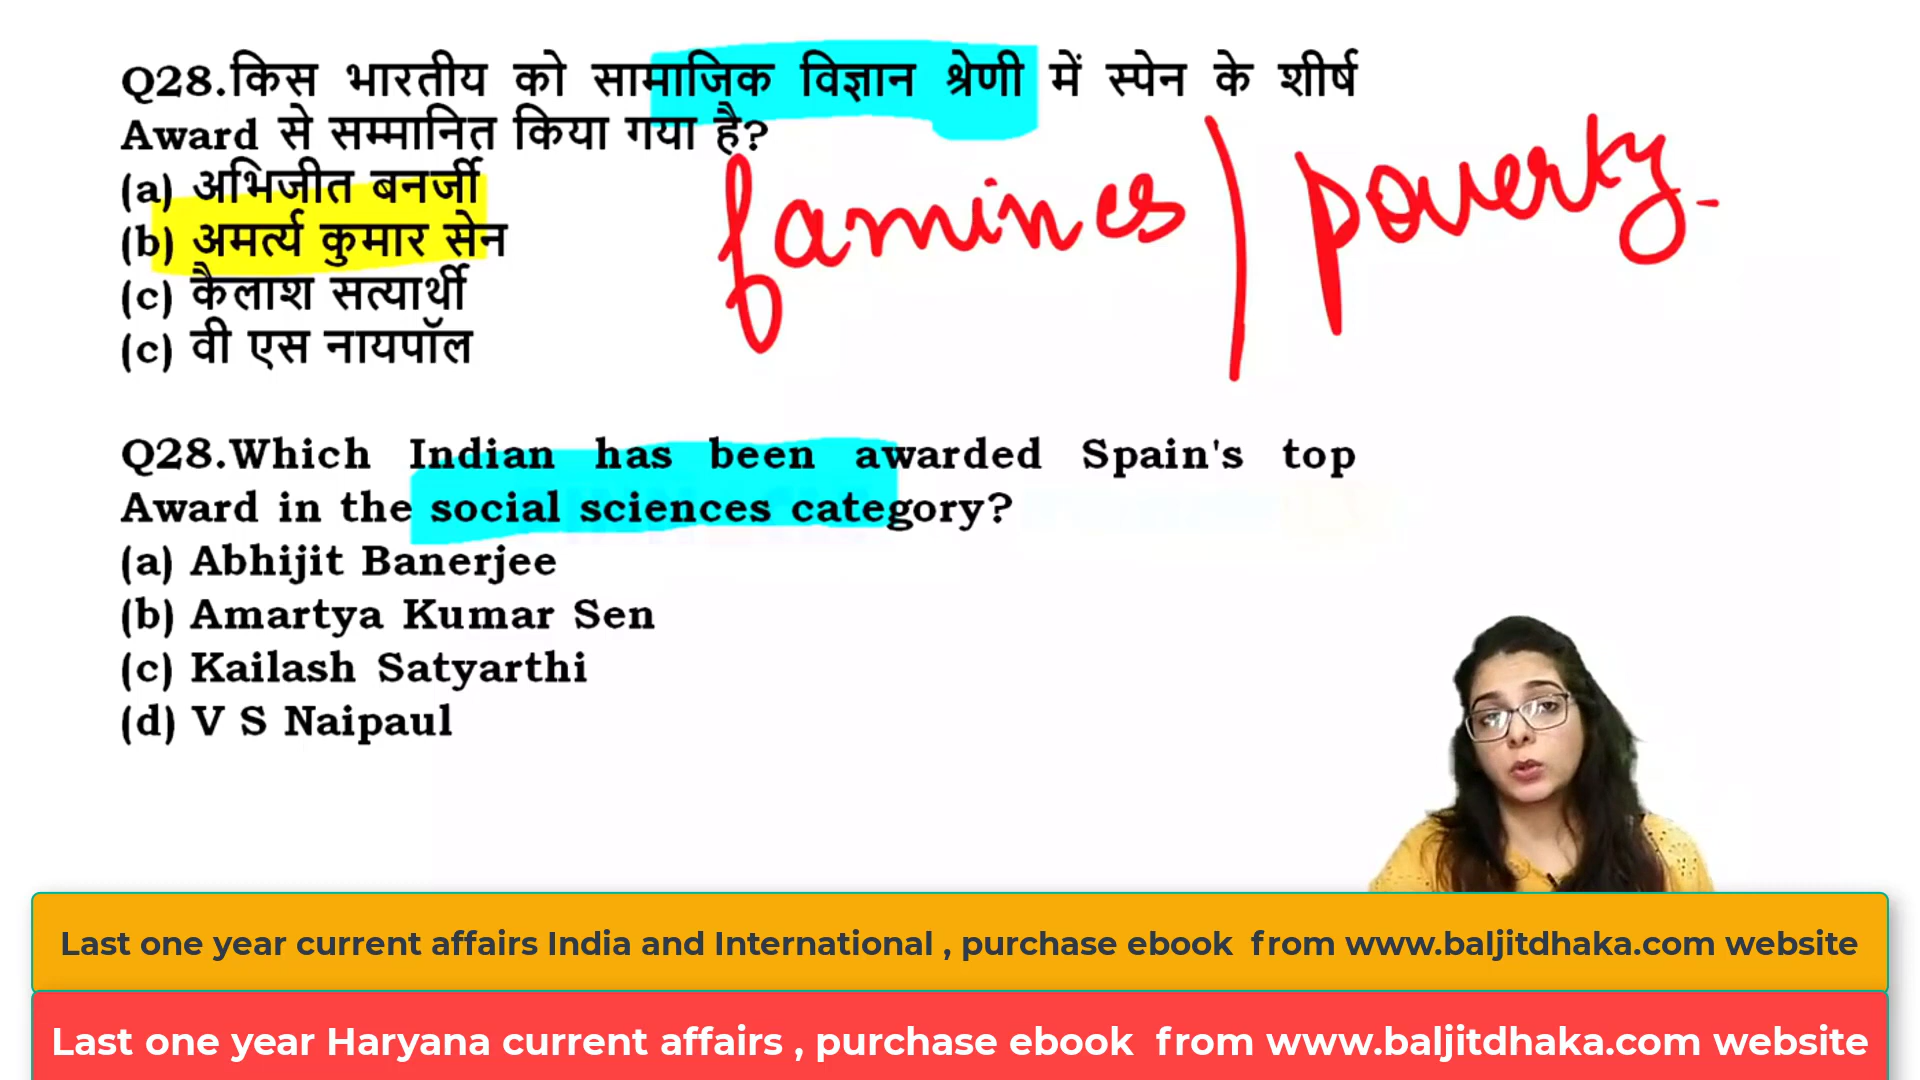 Q28.किस भारतीय को सामाजिक विज्ञान श्रेणी में स्पेन के शीर्ष
Award से सम्मानित किया गया है?
(a) अभिजीत बनर्जी
(b) अमर्त्य कुमार सेन
(c) कैलाश सत्यार्थी
(c) वी एस नायपॉल
famines | poverty
Q28.Which Indian has been awarded Spain's top
Award in the social sciences category?
(a) Abhijit Banerjee
(b) Amartya Kumar Sen
(c) Kailash Satyarthi
(d) V S Naipaul
Last one year current affairs India and International , purchase ebook from www.baljitdhaka.com website
Last one year Haryana current affairs , purchase ebook from www.baljitdhaka.com website